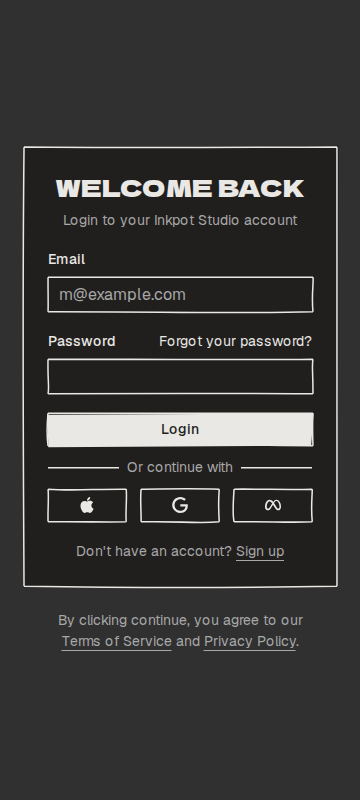 WELCOME BACK
Login to your Inkpot Studio account
Email
m@example.com
Password
Forgot your password?
Login
Or continue with
Don't have an account? Sign up
By clicking continue, you agree to our
Terms of Service and Privacy Policy.